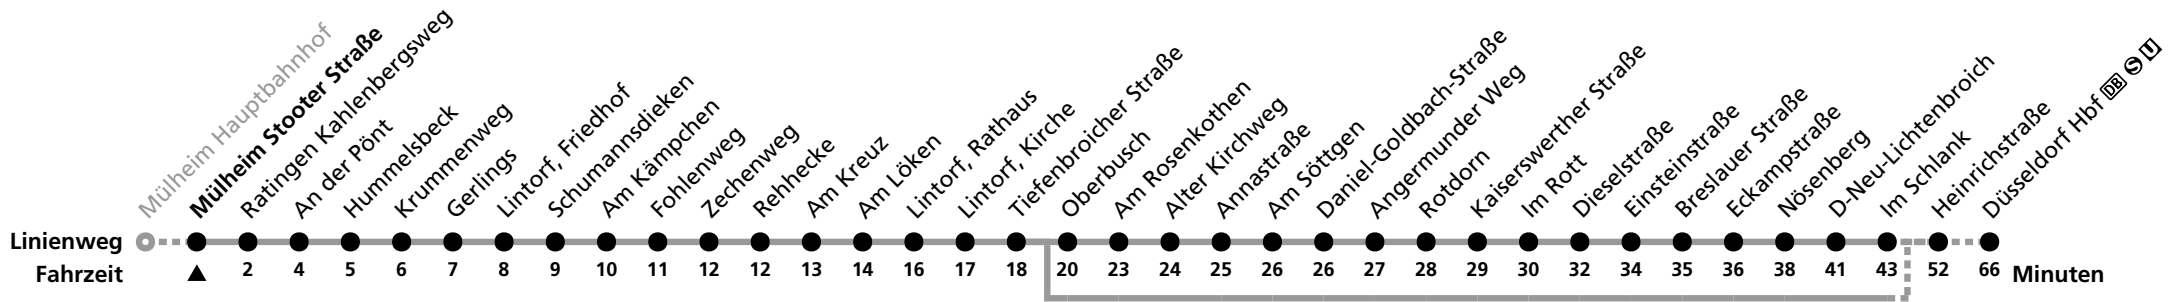 Mülheim Hauptbahnhof
Mülheim Stooter Straße
Ratingen Kahlenbergsweg
An der Pönt
Hummelsbeck
Krummenweg
Gerlings
Lintorf, Friedhof
Schumannsdieken
Am Kämpchen
Fohlenweg
Zechenweg
Rehhecke
Am Kreuz
Am Löken
Lintorf, Rathaus
Lintorf, Kirche
Tiefenbroicher Straße
Oberbusch
Am Rosenkothen
Alter Kirchweg
Annastraße
Am Söttgen
Daniel-Goldbach-Straße
Angermunder Weg
Rotdorn
Kaiserswerther Straße
Im Rott
Dieselstraße
Einsteinstraße
Breslauer Straße
Eckampstraße
Nösenberg
D-Neu-Lichtenbroich
Im Schlank
Heinrichstraße
Düsseldorf Hbf DB S U
Linienweg
Fahrzeit 2 4 5 6 7 8 9 10 11 12 12 13 14 16 17 18 20 23 24 25 26 26 27 28 29 30 32 34 35 36 38 41 43 52 66 Minuten